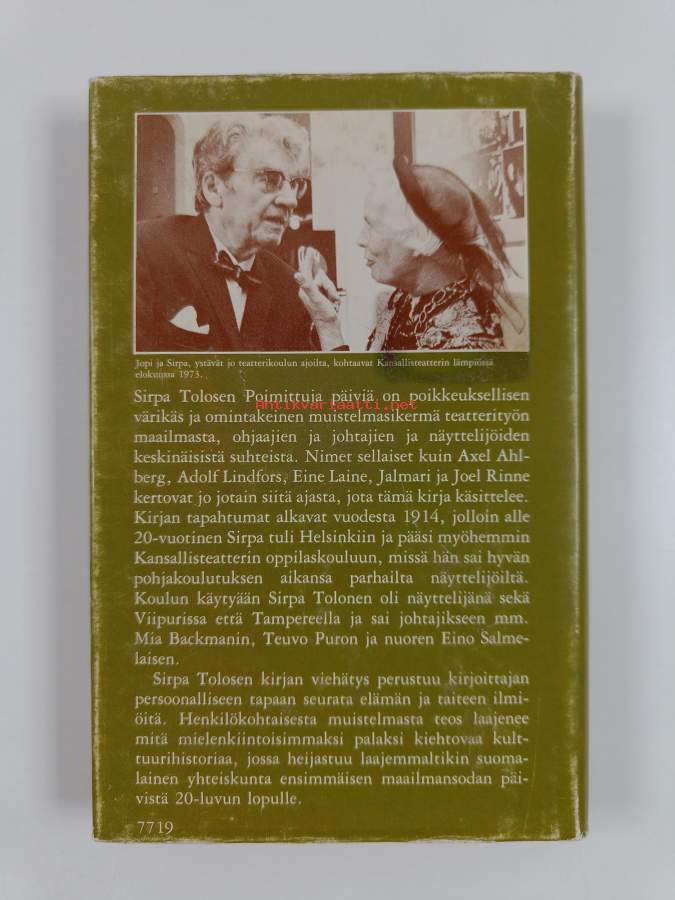 Jopi ja Sirpa, ystävät jo teatterikoulun ajoilta, kohtaavat Kansallisteatterin lämpiössä
elokuussa 1973.
Sirpa Tolosen Poimittuja päiviä on poikkeuksellisen
Antikvariaatti.net
värikäs ja omintakeinen muistelmasikermä teatterityön
maailmasta, ohjaajien ja johtajien ja näyttelijöiden
keskinäisistä suhteista. Nimet sellaiset kuin Axel Ahl-
berg, Adolf Lindfors, Eine Laine, Jalmari ja Joel Rinne
kertovat jo jotain siitä ajasta, jota tämä kirja käsittelee.
Kirjan tapahtumat alkavat vuodesta 1914, jolloin alle
20-vuotinen Sirpa tuli Helsinkiin ja pääsi myöhemmin
Kansallisteatterin oppilaskouluun, missä hän sai hyvän
pohjakoulutuksen aikansa parhailta näyttelijöiltä.
Koulun käytyään Sirpa Tolonen oli näyttelijänä sekä
Viipurissa että Tampereella ja sai johtajikseen mm.
Mia Backmanin, Teuvo Puron ja nuoren Eino Salme-
laisen.
Sirpa Tolosen kirjan viehätys perustuu kirjoittajan
persoonalliseen tapaan seurata elämän ja taiteen ilmi-
öitä. Henkilökohtaisesta muistelmasta teos laajenee
mitä mielenkiintoisimmaksi palaksi kiehtovaa kult-
tuurihistoriaa, jossa heijastuu laajemmaltikin suoma-
lainen yhteiskunta ensimmäisen maailmansodan päi-
vistä 20-luvun lopulle.
7719